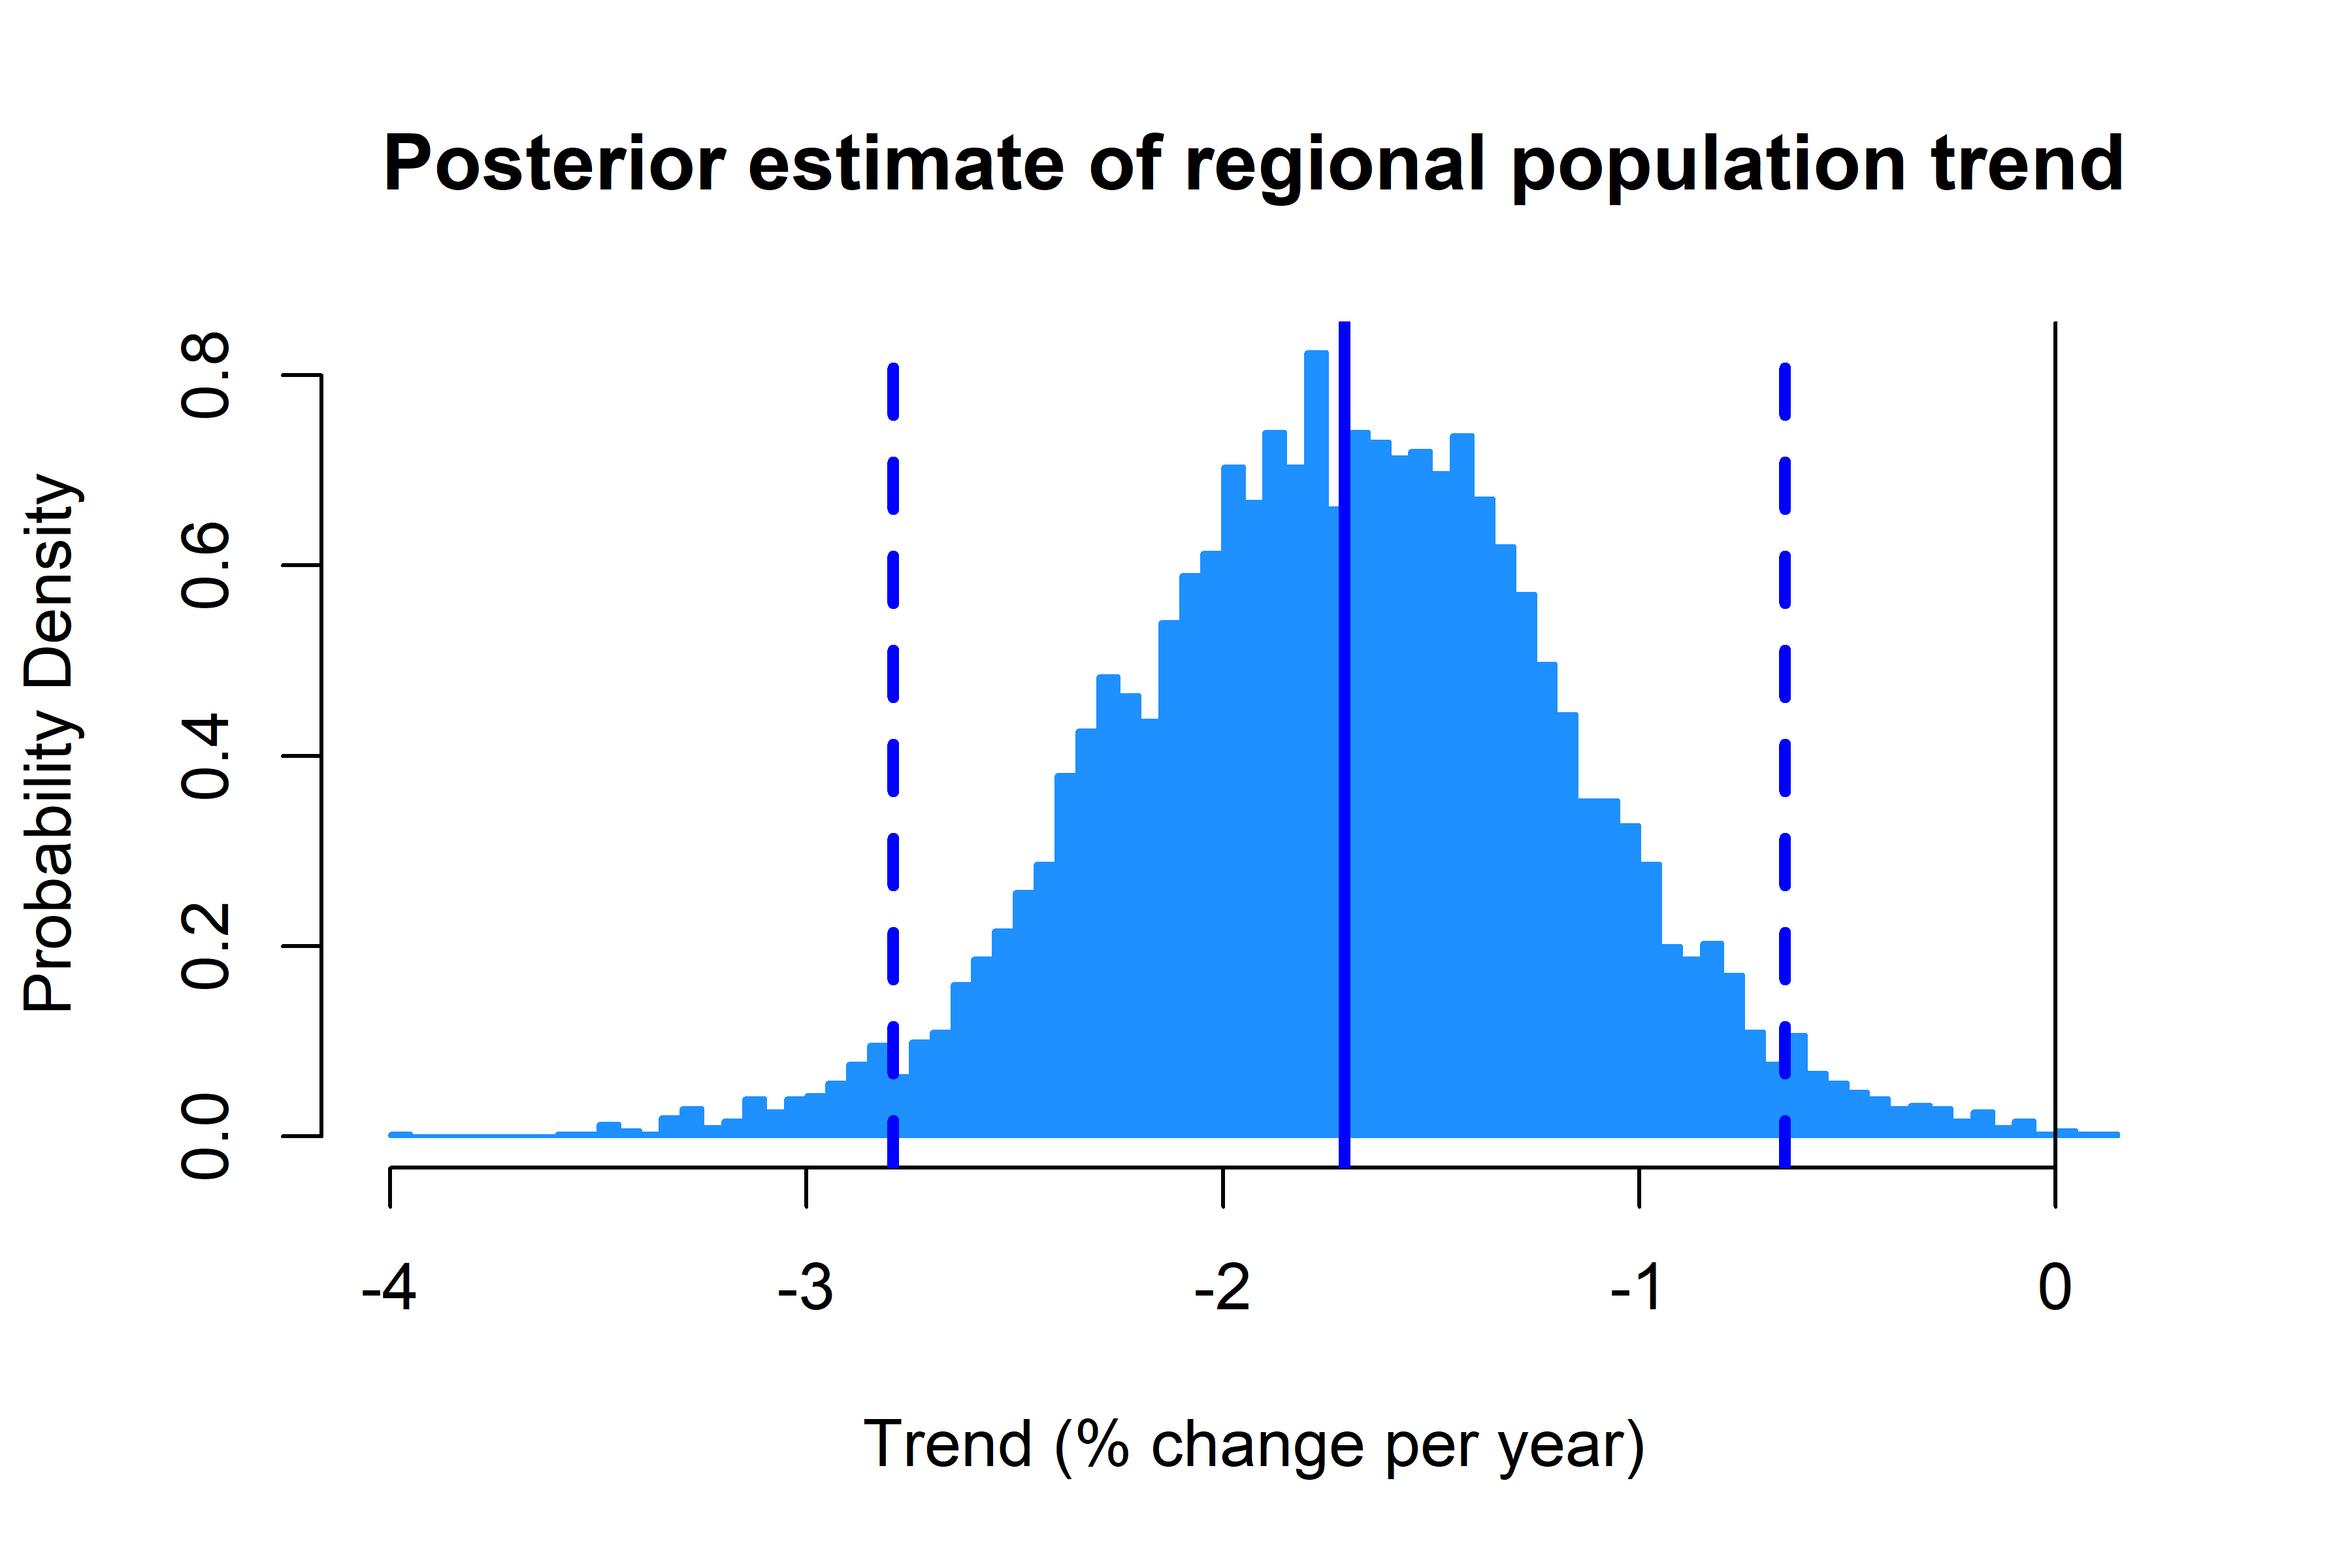 Posterior estimate of regional population trend
Probability Density
0.8
0.6
0.4
0.2
0.0
-4 -3 -2 -1 0
Trend (% change per year)